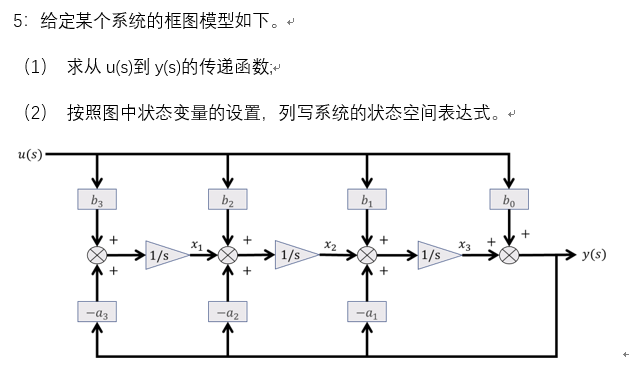 5：给定某个系统的框图模型如下。
（1） 求从 u(s)到 y(s)的传递函数;
（2） 按照图中状态变量的设置，列写系统的状态空间表达式。
u(s)
b₃ b₂ b₁ b₀
+ + + + +
1/s x₁ 1/s x₂ 1/s x₃ y(s)
+ + +
−a₃ −a₂ −a₁